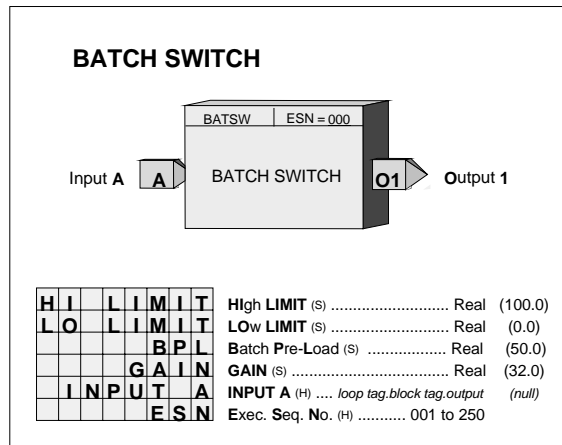 BATCH SWITCH
BATSW ESN = 000
Input A A BATCH SWITCH O1 Output 1
HI LIMIT HIgh LIMIT (S) ............................ Real (100.0)
LO LIMIT LOw LIMIT (S) ............................ Real (0.0)
BPL Batch Pre-Load (S) ................... Real (50.0)
GAIN GAIN (S) ..................................... Real (32.0)
INPUT A INPUT A (H) .... loop tag.block tag.output (null)
ESN Exec. Seq. No. (H) ........... 001 to 250